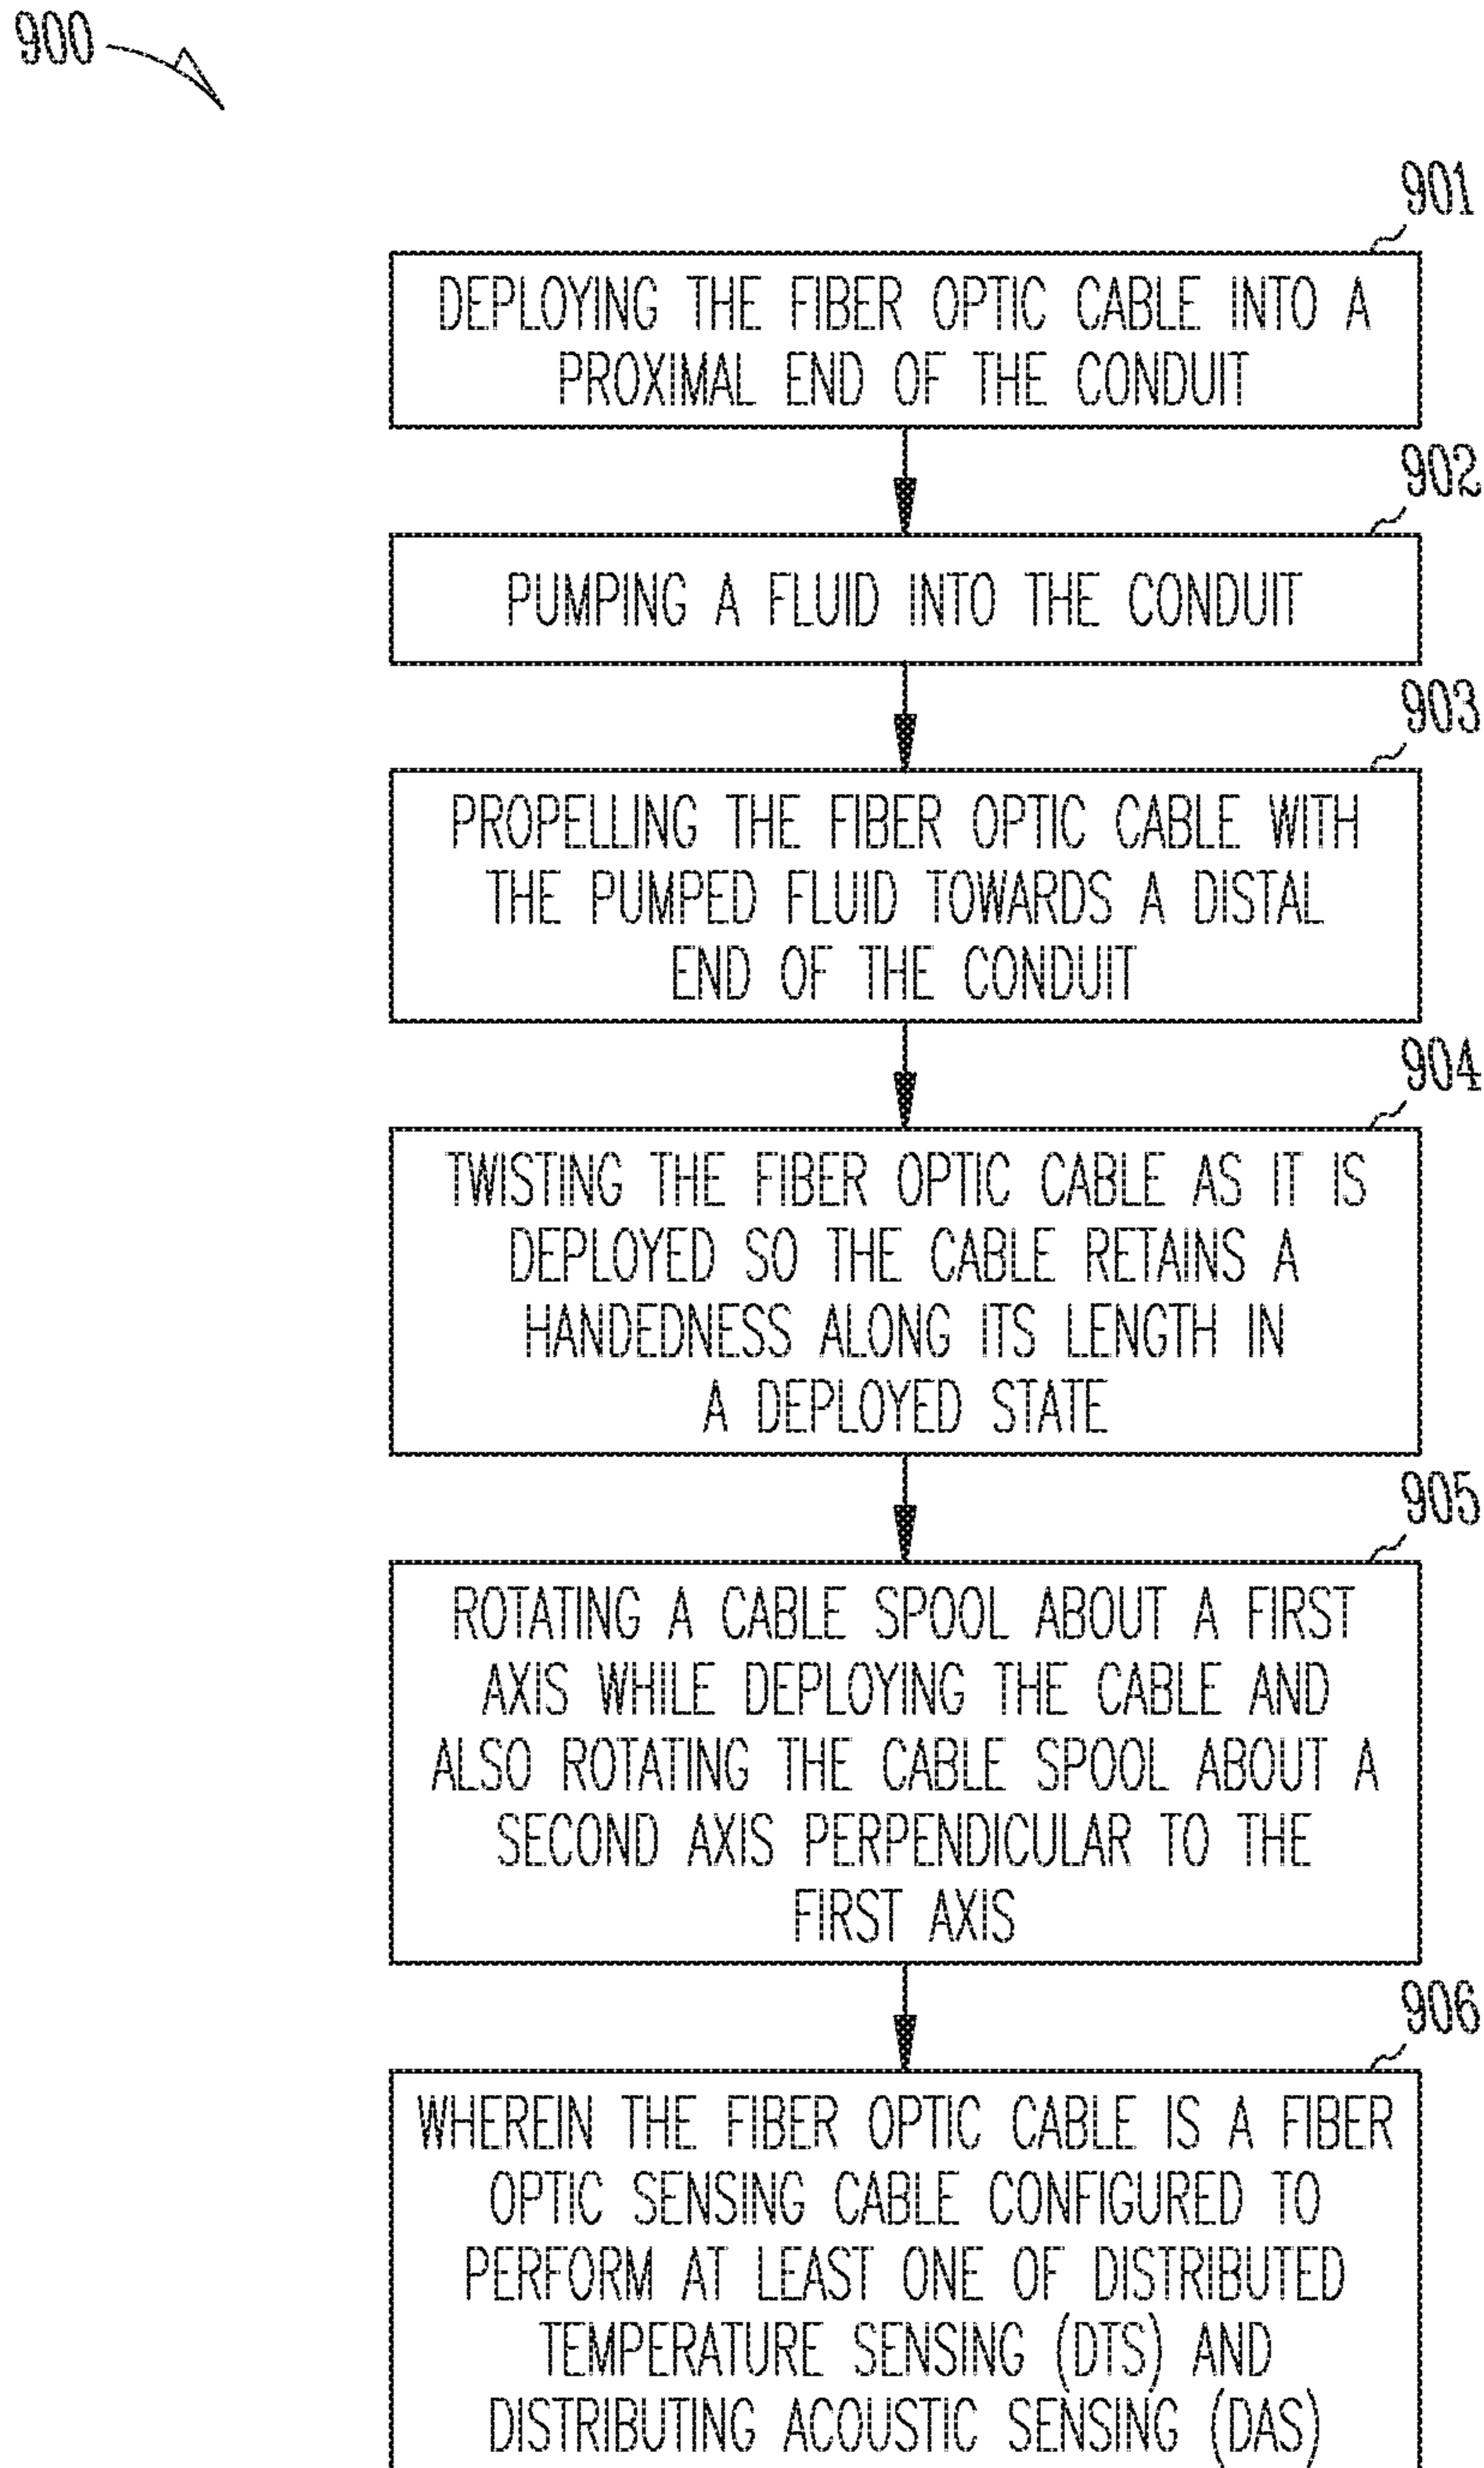 900
901
DEPLOYING THE FIBER OPTIC CABLE INTO A
PROXIMAL END OF THE CONDUIT
902
PUMPING A FLUID INTO THE CONDUIT
903
PROPELLING THE FIBER OPTIC CABLE WITH
THE PUMPED FLUID TOWARDS A DISTAL
END OF THE CONDUIT
904
TWISTING THE FIBER OPTIC CABLE AS IT IS
DEPLOYED SO THE CABLE RETAINS A
HANDEDNESS ALONG ITS LENGTH IN
A DEPLOYED STATE
905
ROTATING A CABLE SPOOL ABOUT A FIRST
AXIS WHILE DEPLOYING THE CABLE AND
ALSO ROTATING THE CABLE SPOOL ABOUT A
SECOND AXIS PERPENDICULAR TO THE
FIRST AXIS
906
WHEREIN THE FIBER OPTIC CABLE IS A FIBER
OPTIC SENSING CABLE CONFIGURED TO
PERFORM AT LEAST ONE OF DISTRIBUTED
TEMPERATURE SENSING (DTS) AND
DISTRIBUTING ACOUSTIC SENSING (DAS)